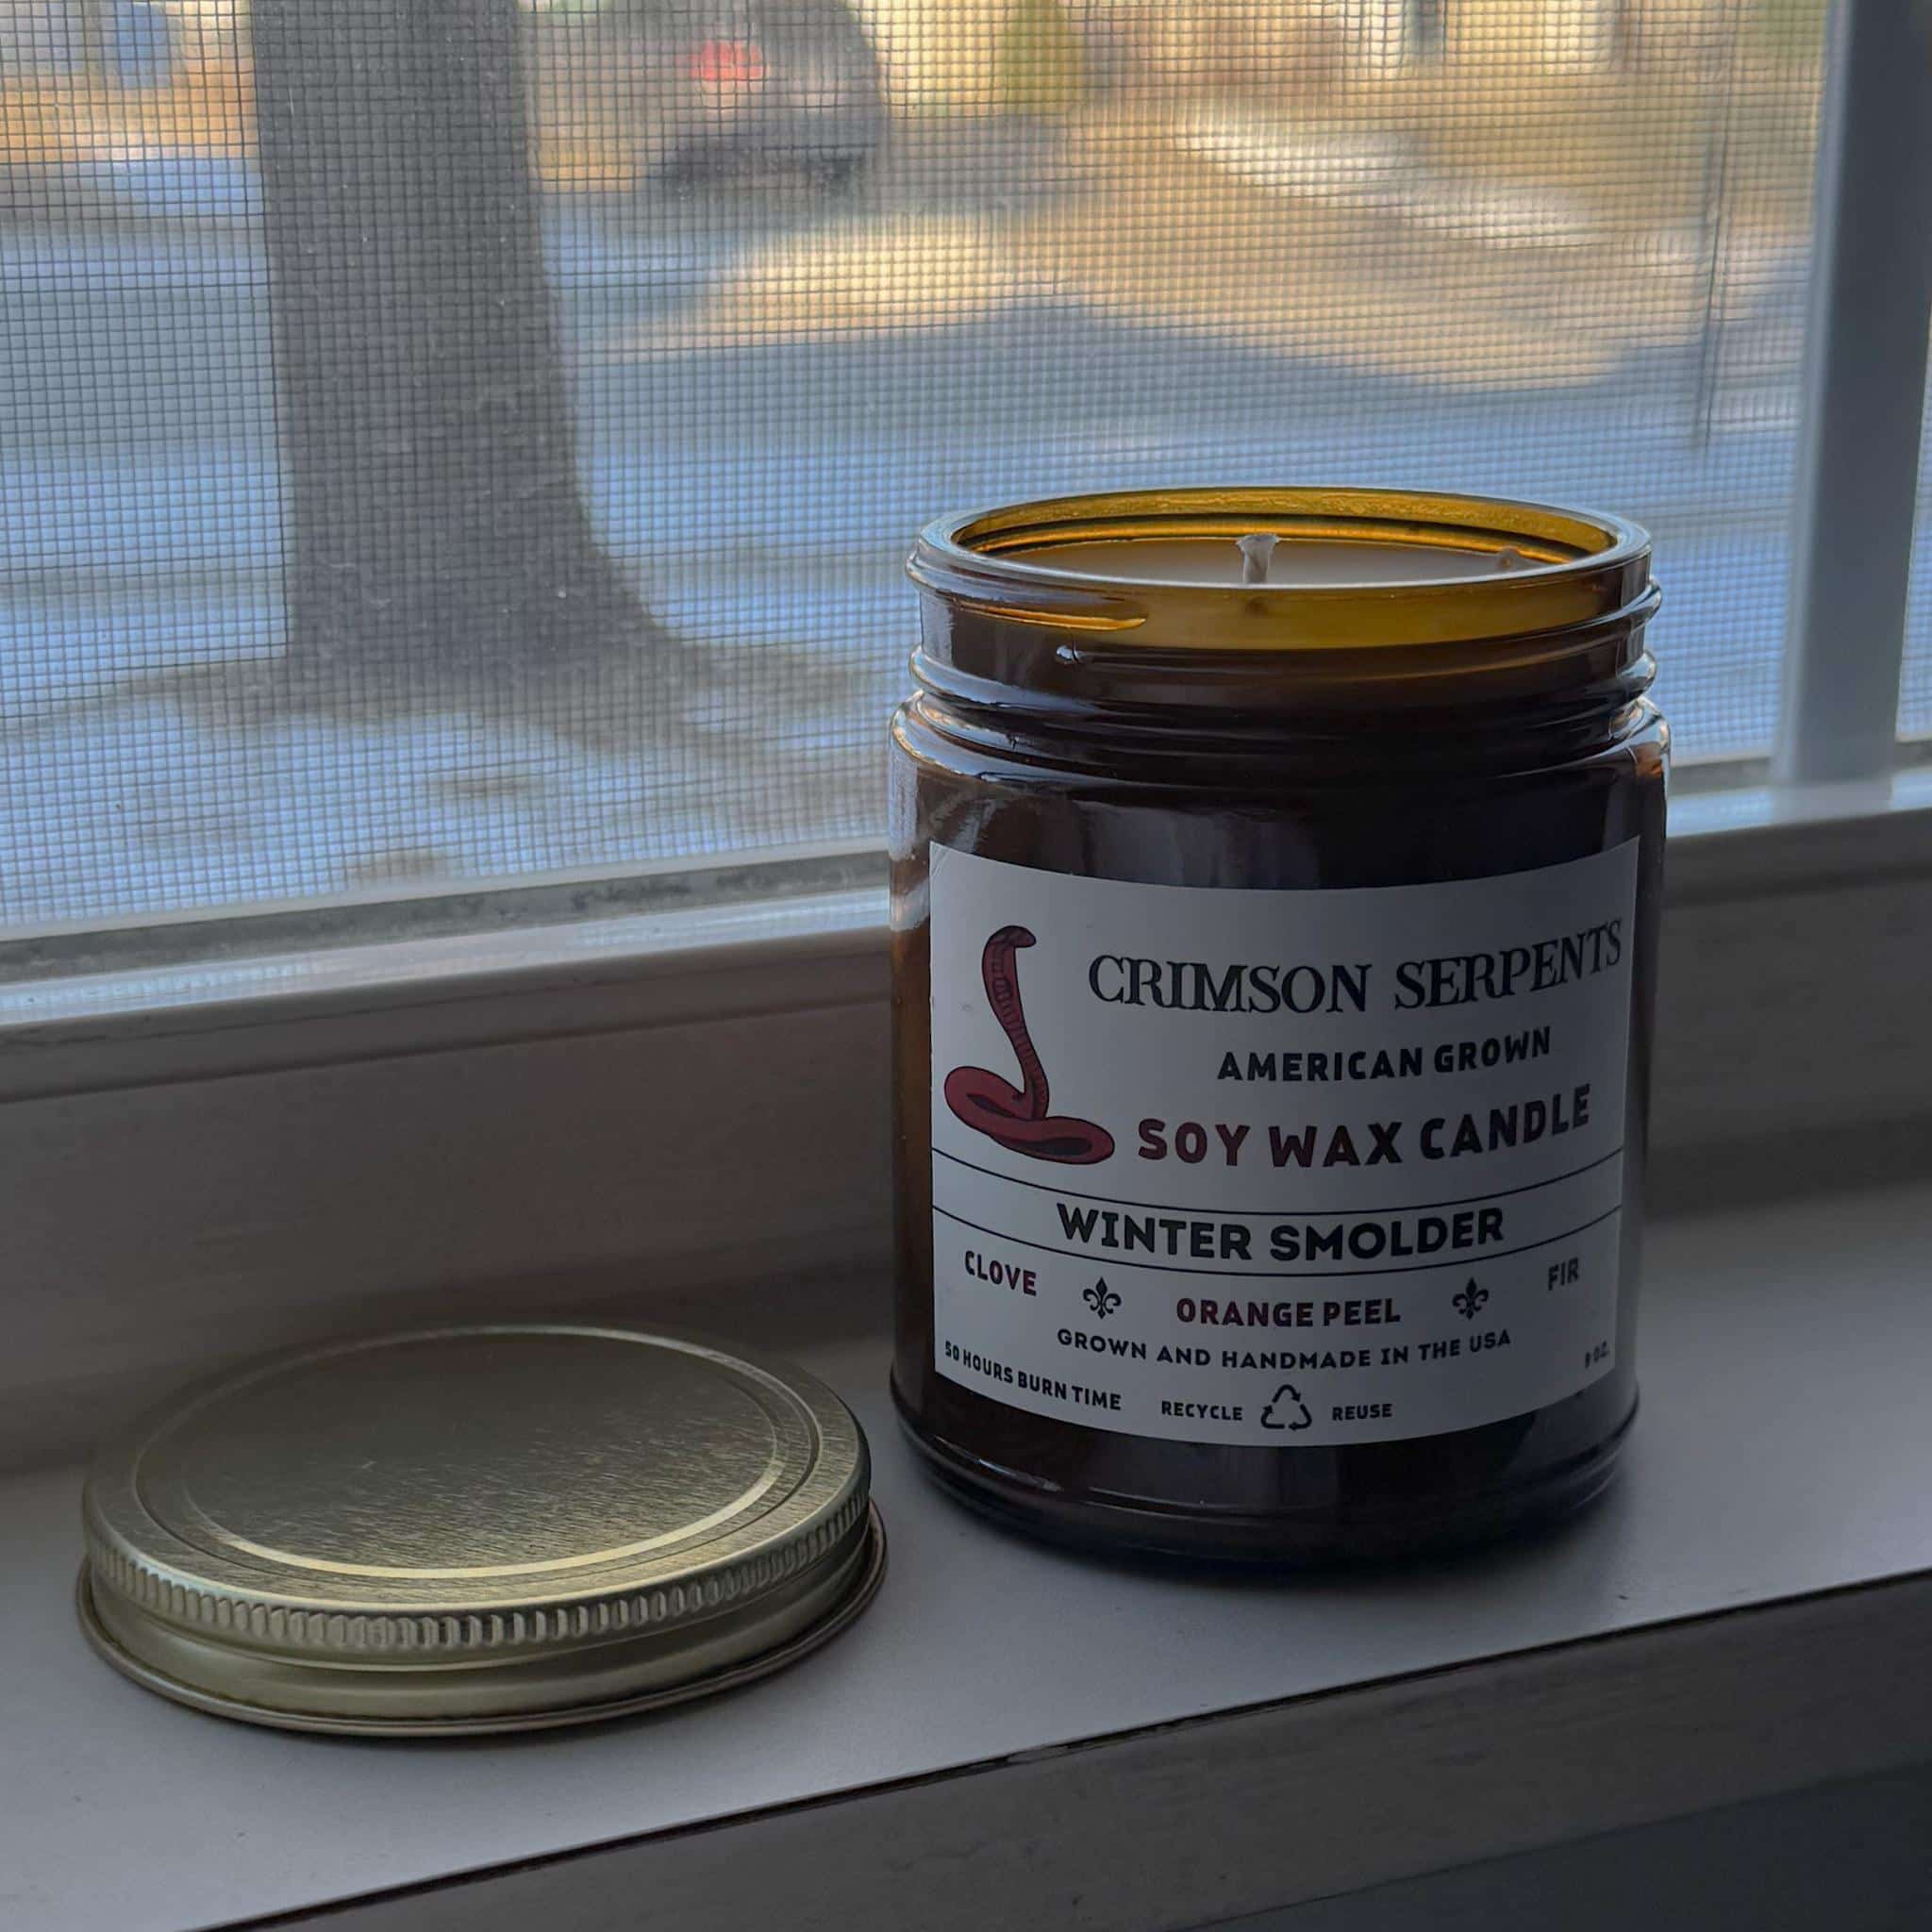 CRIMSON SERPENTS
AMERICAN GROWN
SOY WAX CANDLE
WINTER SMOLDER
CLOVE ORANGE PEEL FIR
GROWN AND HANDMADE IN THE USA
50 HOURS BURN TIME RECYCLE REUSE OZ.